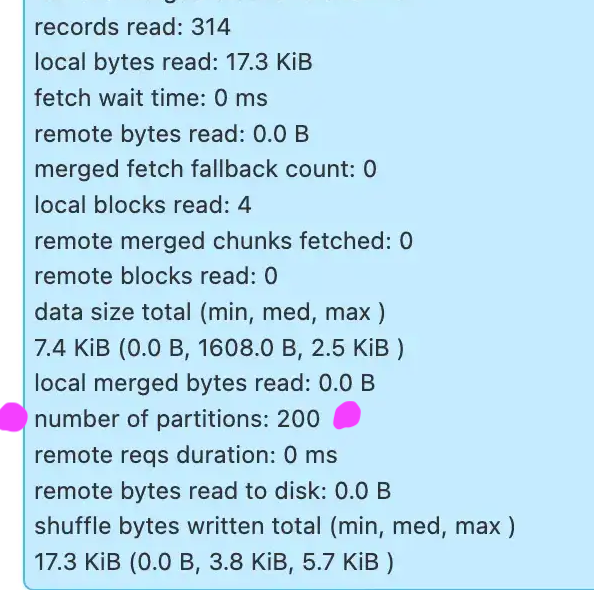 records read: 314
local bytes read: 17.3 KiB
fetch wait time: 0 ms
remote bytes read: 0.0 B
merged fetch fallback count: 0
local blocks read: 4
remote merged chunks fetched: 0
remote blocks read: 0
data size total (min, med, max )
7.4 KiB (0.0 B, 1608.0 B, 2.5 KiB )
local merged bytes read: 0.0 B
number of partitions: 200
remote reqs duration: 0 ms
remote bytes read to disk: 0.0 B
shuffle bytes written total (min, med, max )
17.3 KiB (0.0 B, 3.8 KiB, 5.7 KiB )